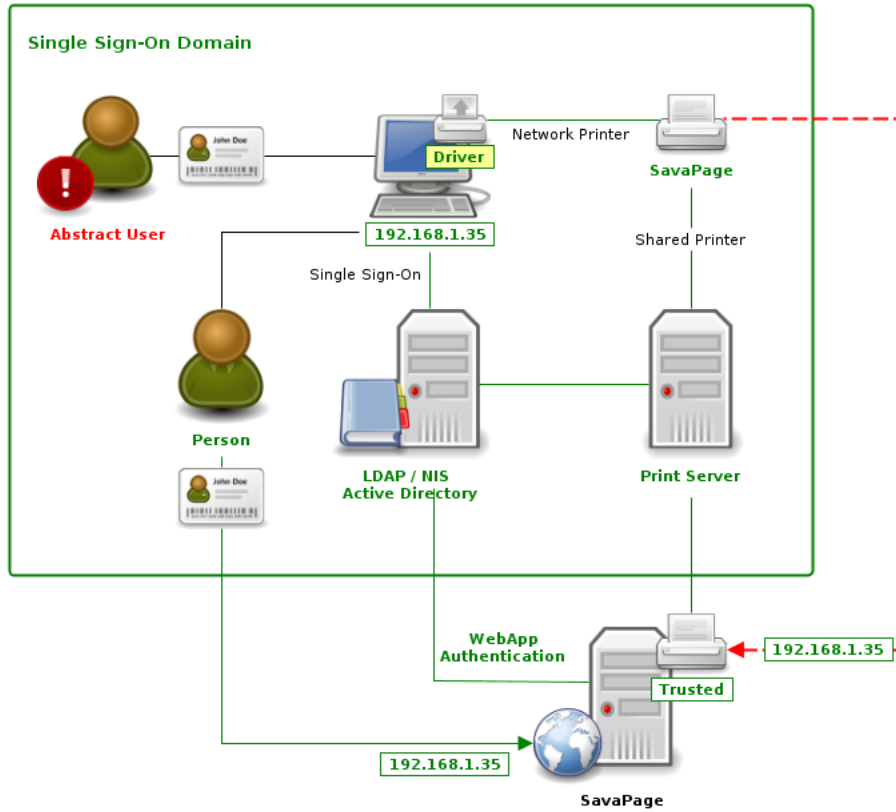 Single Sign-On Domain
John Doe
Network Printer
Driver
SavaPage
Abstract User
192.168.1.35
Shared Printer
Single Sign-On
Person
John Doe
LDAP / NIS
Active Directory
Print Server
WebApp
Authentication
192.168.1.35
Trusted
192.168.1.35
SavaPage